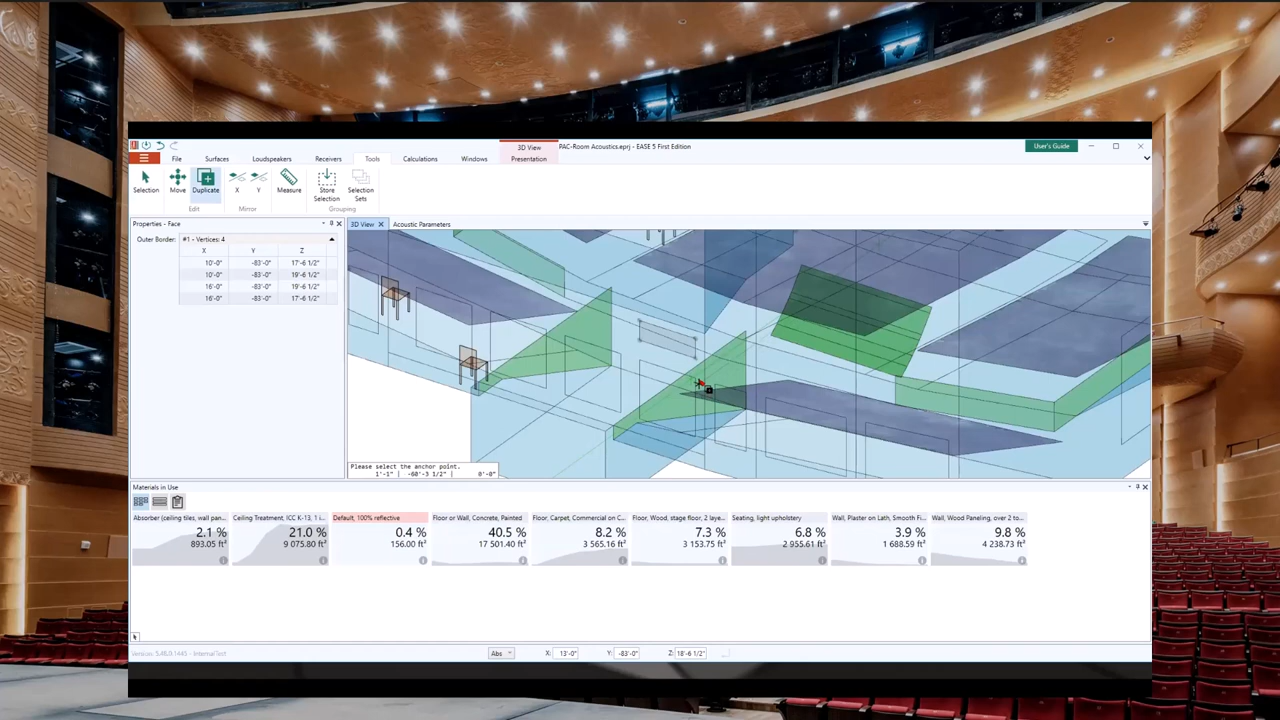 3D View
PAC-Room Acoustics.eprj - EASE 5 First Edition
User's Guide
File
Surfaces
Loudspeakers
Receivers
Tools
Calculations
Windows
Presentation
Selection
Move
Duplicate
X
Y
Measure
Store Selection
Selection Sets
Edit
Mirror
Grouping
Properties - Face
3D View
Acoustic Parameters
Outer Border:
#1 - Vertices: 4
X Y Z
10'-0" -83'-0" 17'-6 1/2"
10'-0" -83'-0" 19'-6 1/2"
16'-0" -83'-0" 19'-6 1/2"
16'-0" -83'-0" 17'-6 1/2"
Please select the anchor point.
1'-1" | -60'-3 1/2" | 8'-0"
Materials in Use
Absorber (ceiling tiles, wall pan...
2.1 %
893.05 ft²
Ceiling Treatment, ICC K-13, 1 i...
21.0 %
9 075.80 ft²
Default, 100% reflective
0.4 %
156.00 ft²
Floor or Wall, Concrete, Painted
40.5 %
17 501.40 ft²
Floor, Carpet, Commercial on C...
8.2 %
3 565.16 ft²
Floor, Wood, stage floor, 2 laye...
7.3 %
3 153.75 ft²
Seating, light upholstery
6.8 %
2 955.61 ft²
Wall, Plaster on Lath, Smooth Fi...
3.9 %
1 688.59 ft²
Wall, Wood Paneling, over 2 to...
9.8 %
4 238.73 ft²
Abs
X: 13'-0"
Y: -83'-0"
Z: 18'-6 1/2"